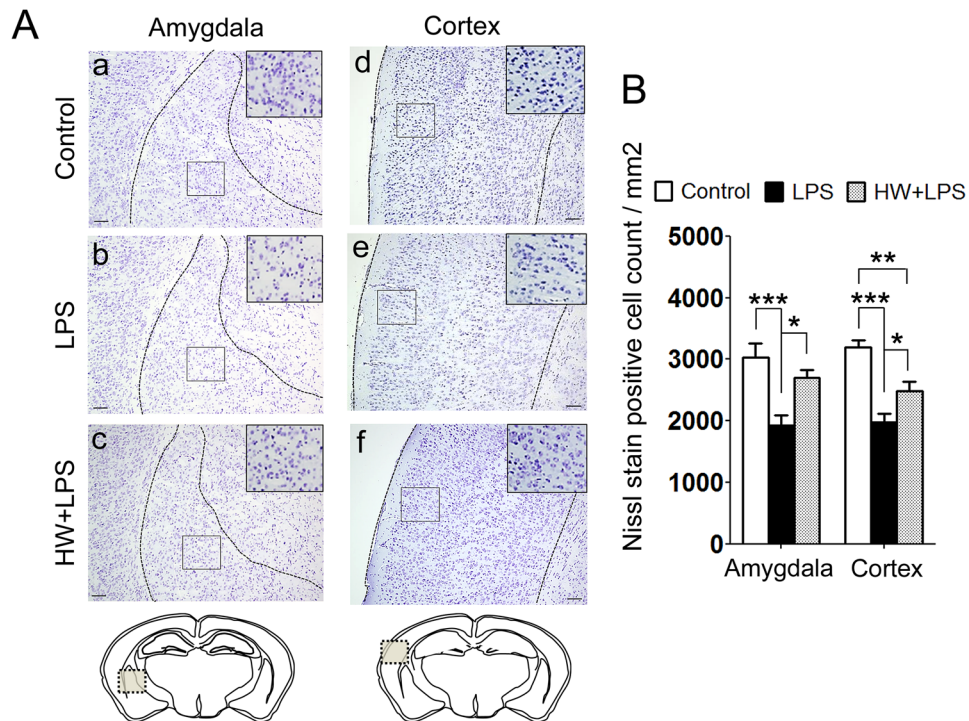 A
Amygdala
Cortex
Control
a
d
LPS
b
e
HW+LPS
c
f
B
Nissl stain positive cell count / mm2
Control LPS HW+LPS
5000
4000
3000
2000
1000
0
***
*
**
***
*
Amygdala Cortex